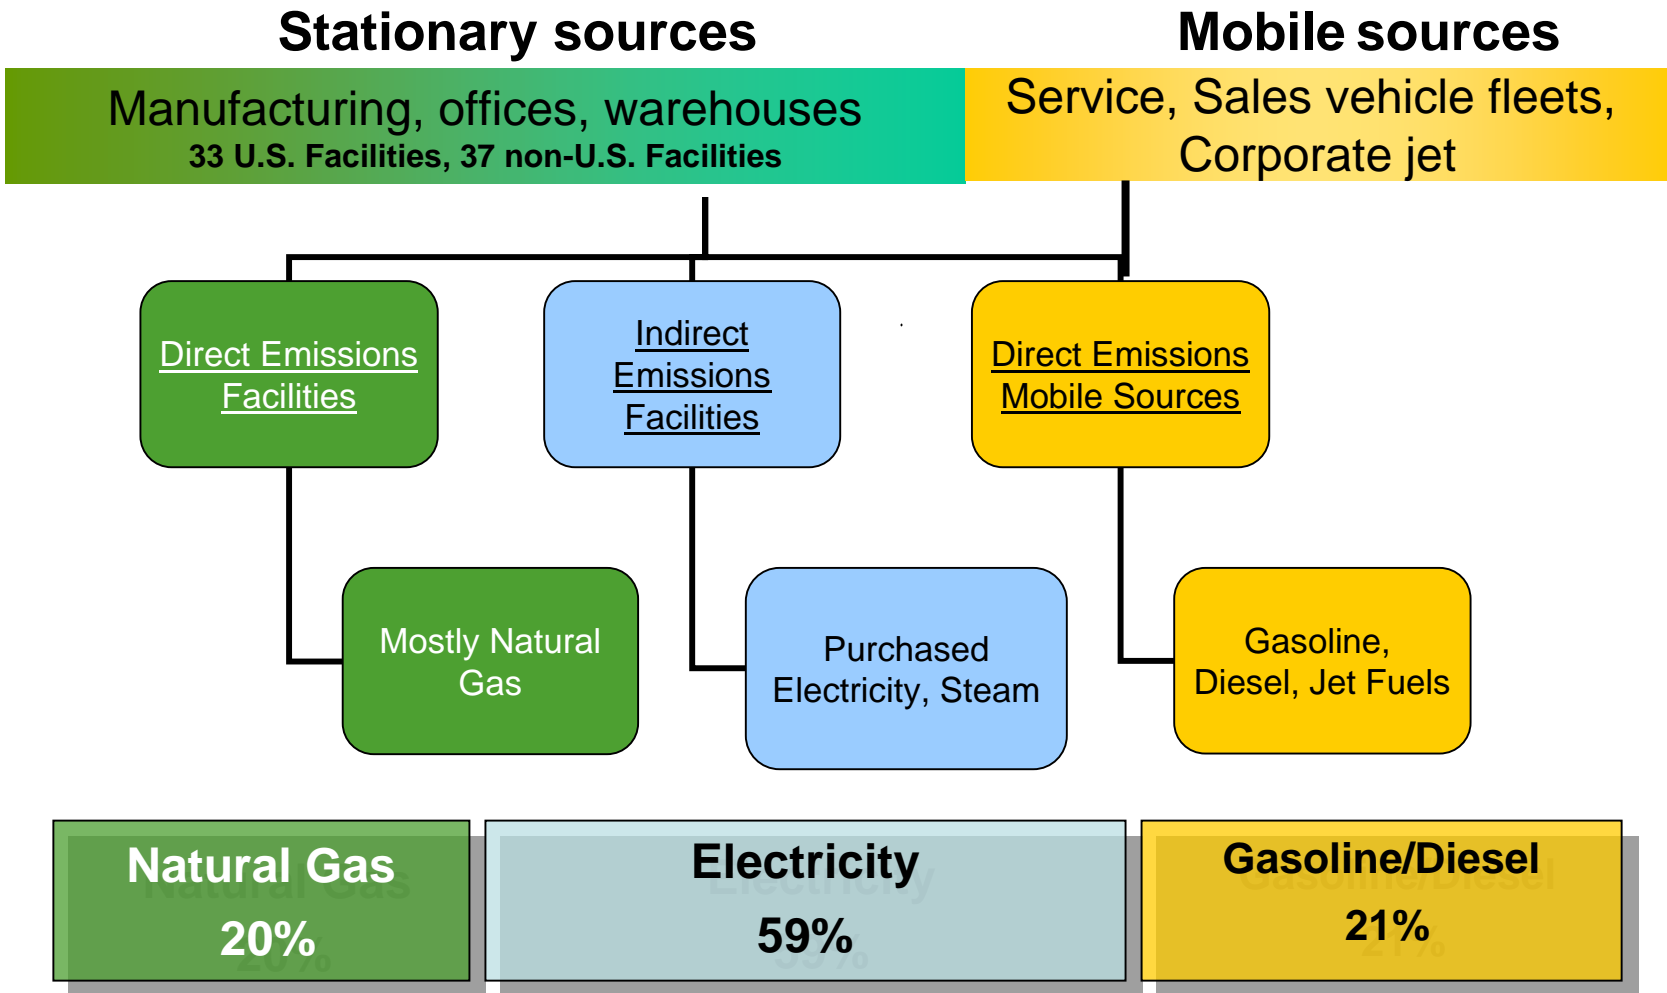 Stationary sources
Mobile sources
Manufacturing, offices, warehouses
33 U.S. Facilities, 37 non-U.S. Facilities
Service, Sales vehicle fleets,
Corporate jet
Direct Emissions
Facilities
Indirect
Emissions
Facilities
Direct Emissions
Mobile Sources
Mostly Natural
Gas
Purchased
Electricity, Steam
Gasoline,
Diesel, Jet Fuels
Natural Gas
20%
Electricity
59%
Gasoline/Diesel
21%